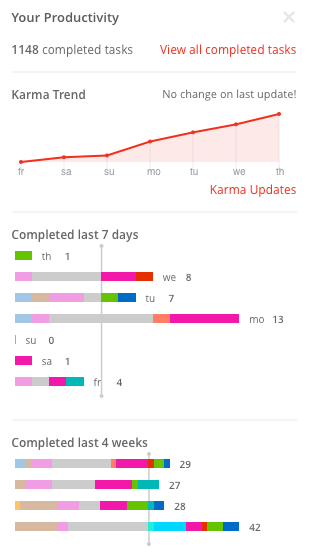 Your Productivity
1148 completed tasks View all completed tasks
Karma Trend No change on last update!
fr sa su mo tu we th
Karma Updates
Completed last 7 days
th 1
we 8
tu 7
mo 13
su 0
sa 1
fr 4
Completed last 4 weeks
29
27
28
42